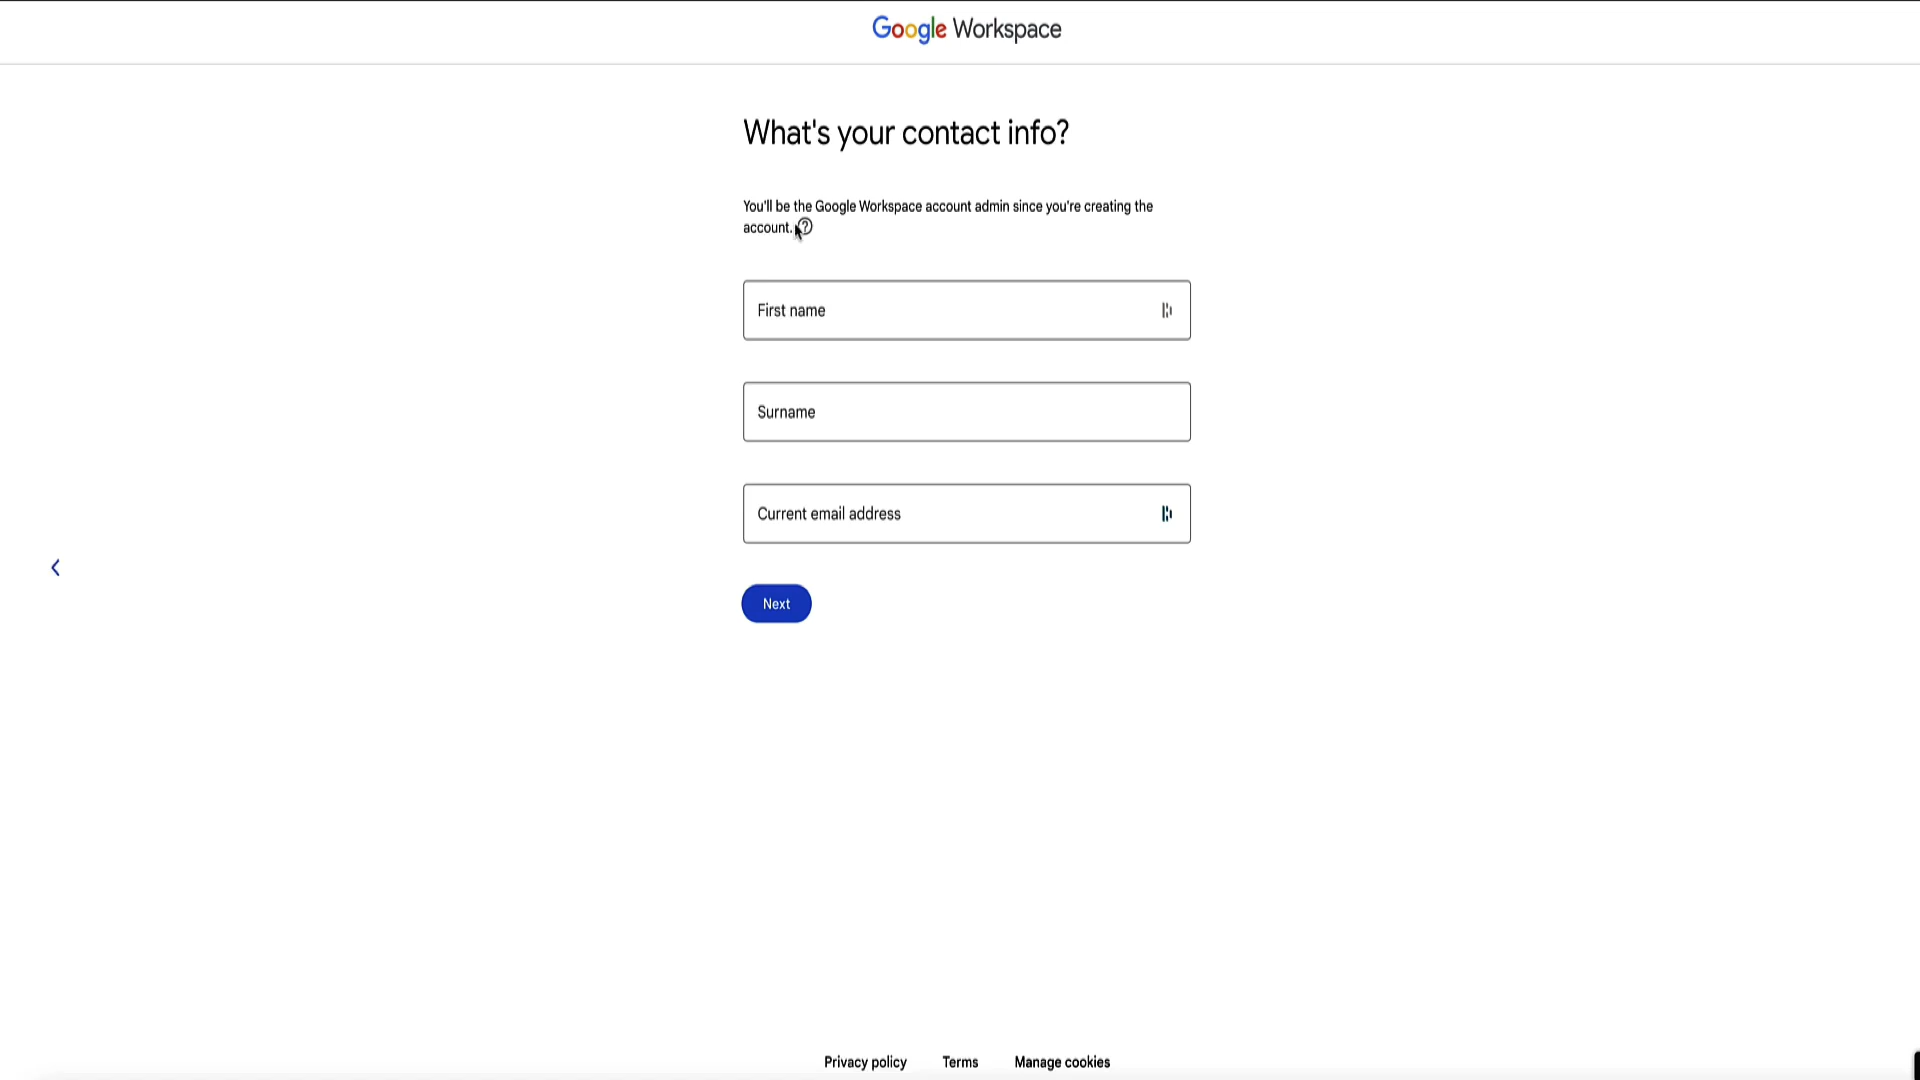 Google Workspace
What's your contact info?
You'll be the Google Workspace account admin since you're creating the
account.
First name
Surname
Current email address
Next
Privacy policy Terms Manage cookies